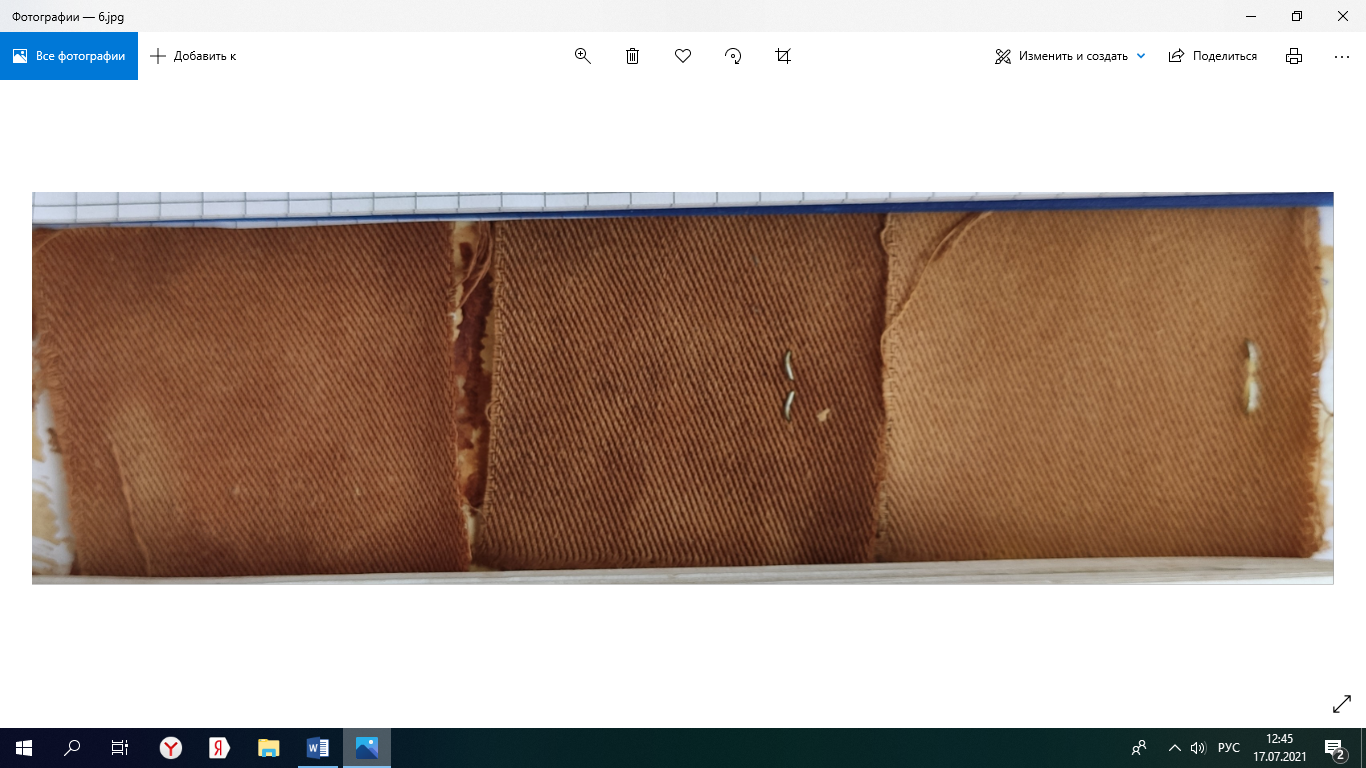 Фотографии — 6.jpg
Все фотографии
Добавить к
Изменить и создать
Поделиться
РУС
12:45
17.07.2021
2